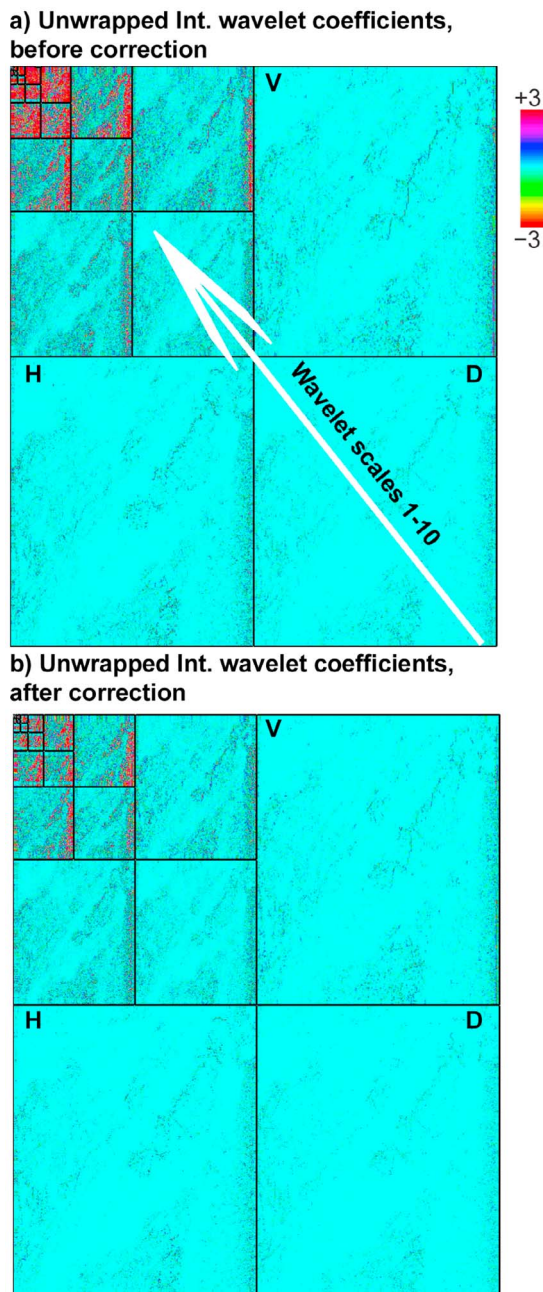 a) Unwrapped Int. wavelet coefficients,
before correction
V
+3
−3
H
D
Wavelet scales 1-10
b) Unwrapped Int. wavelet coefficients,
after correction
V
H
D